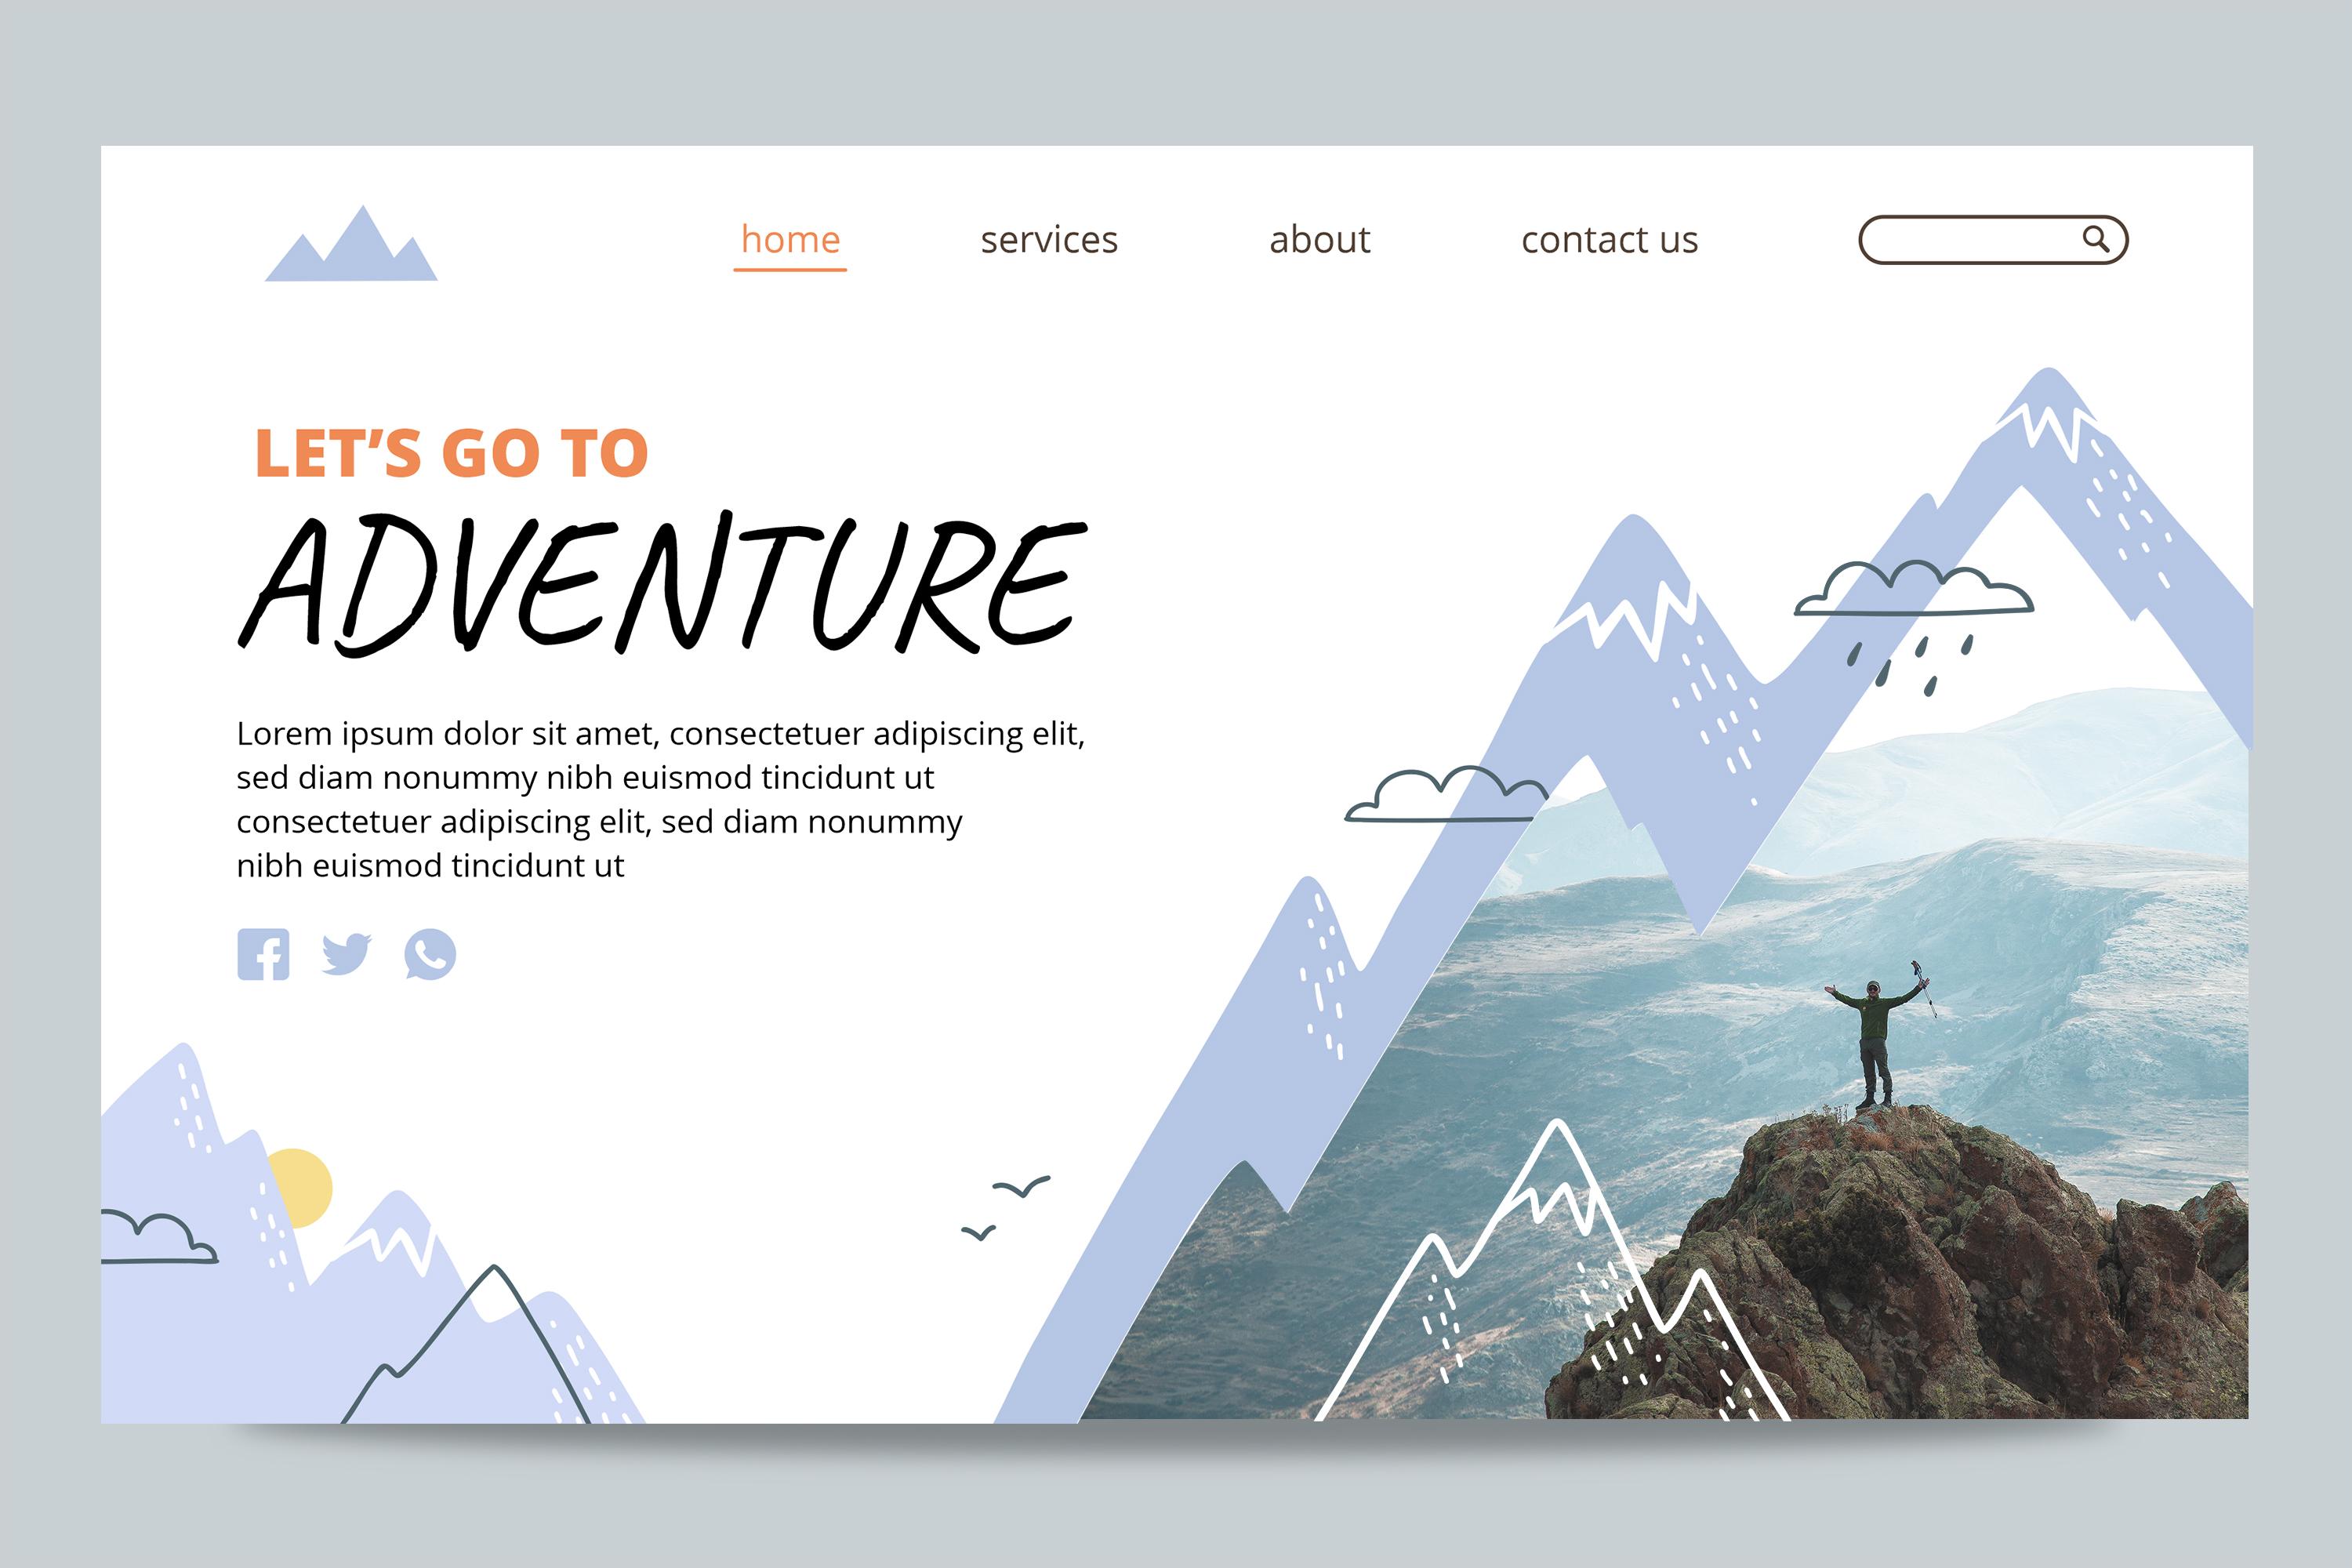 home services about contact us
LET’S GO TO
ADVENTURE
Lorem ipsum dolor sit amet, consectetuer adipiscing elit,
sed diam nonummy nibh euismod tincidunt ut
consectetuer adipiscing elit, sed diam nonummy
nibh euismod tincidunt ut